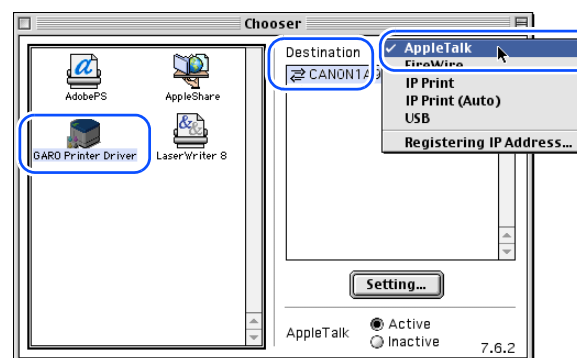 Chooser
AdobePS
AppleShare
GARO Printer Driver
LaserWriter 8
Destination
CANON1A
AppleTalk
FireWire
IP Print
IP Print (Auto)
USB
Registering IP Address...
Setting...
AppleTalk
Active
Inactive
7.6.2